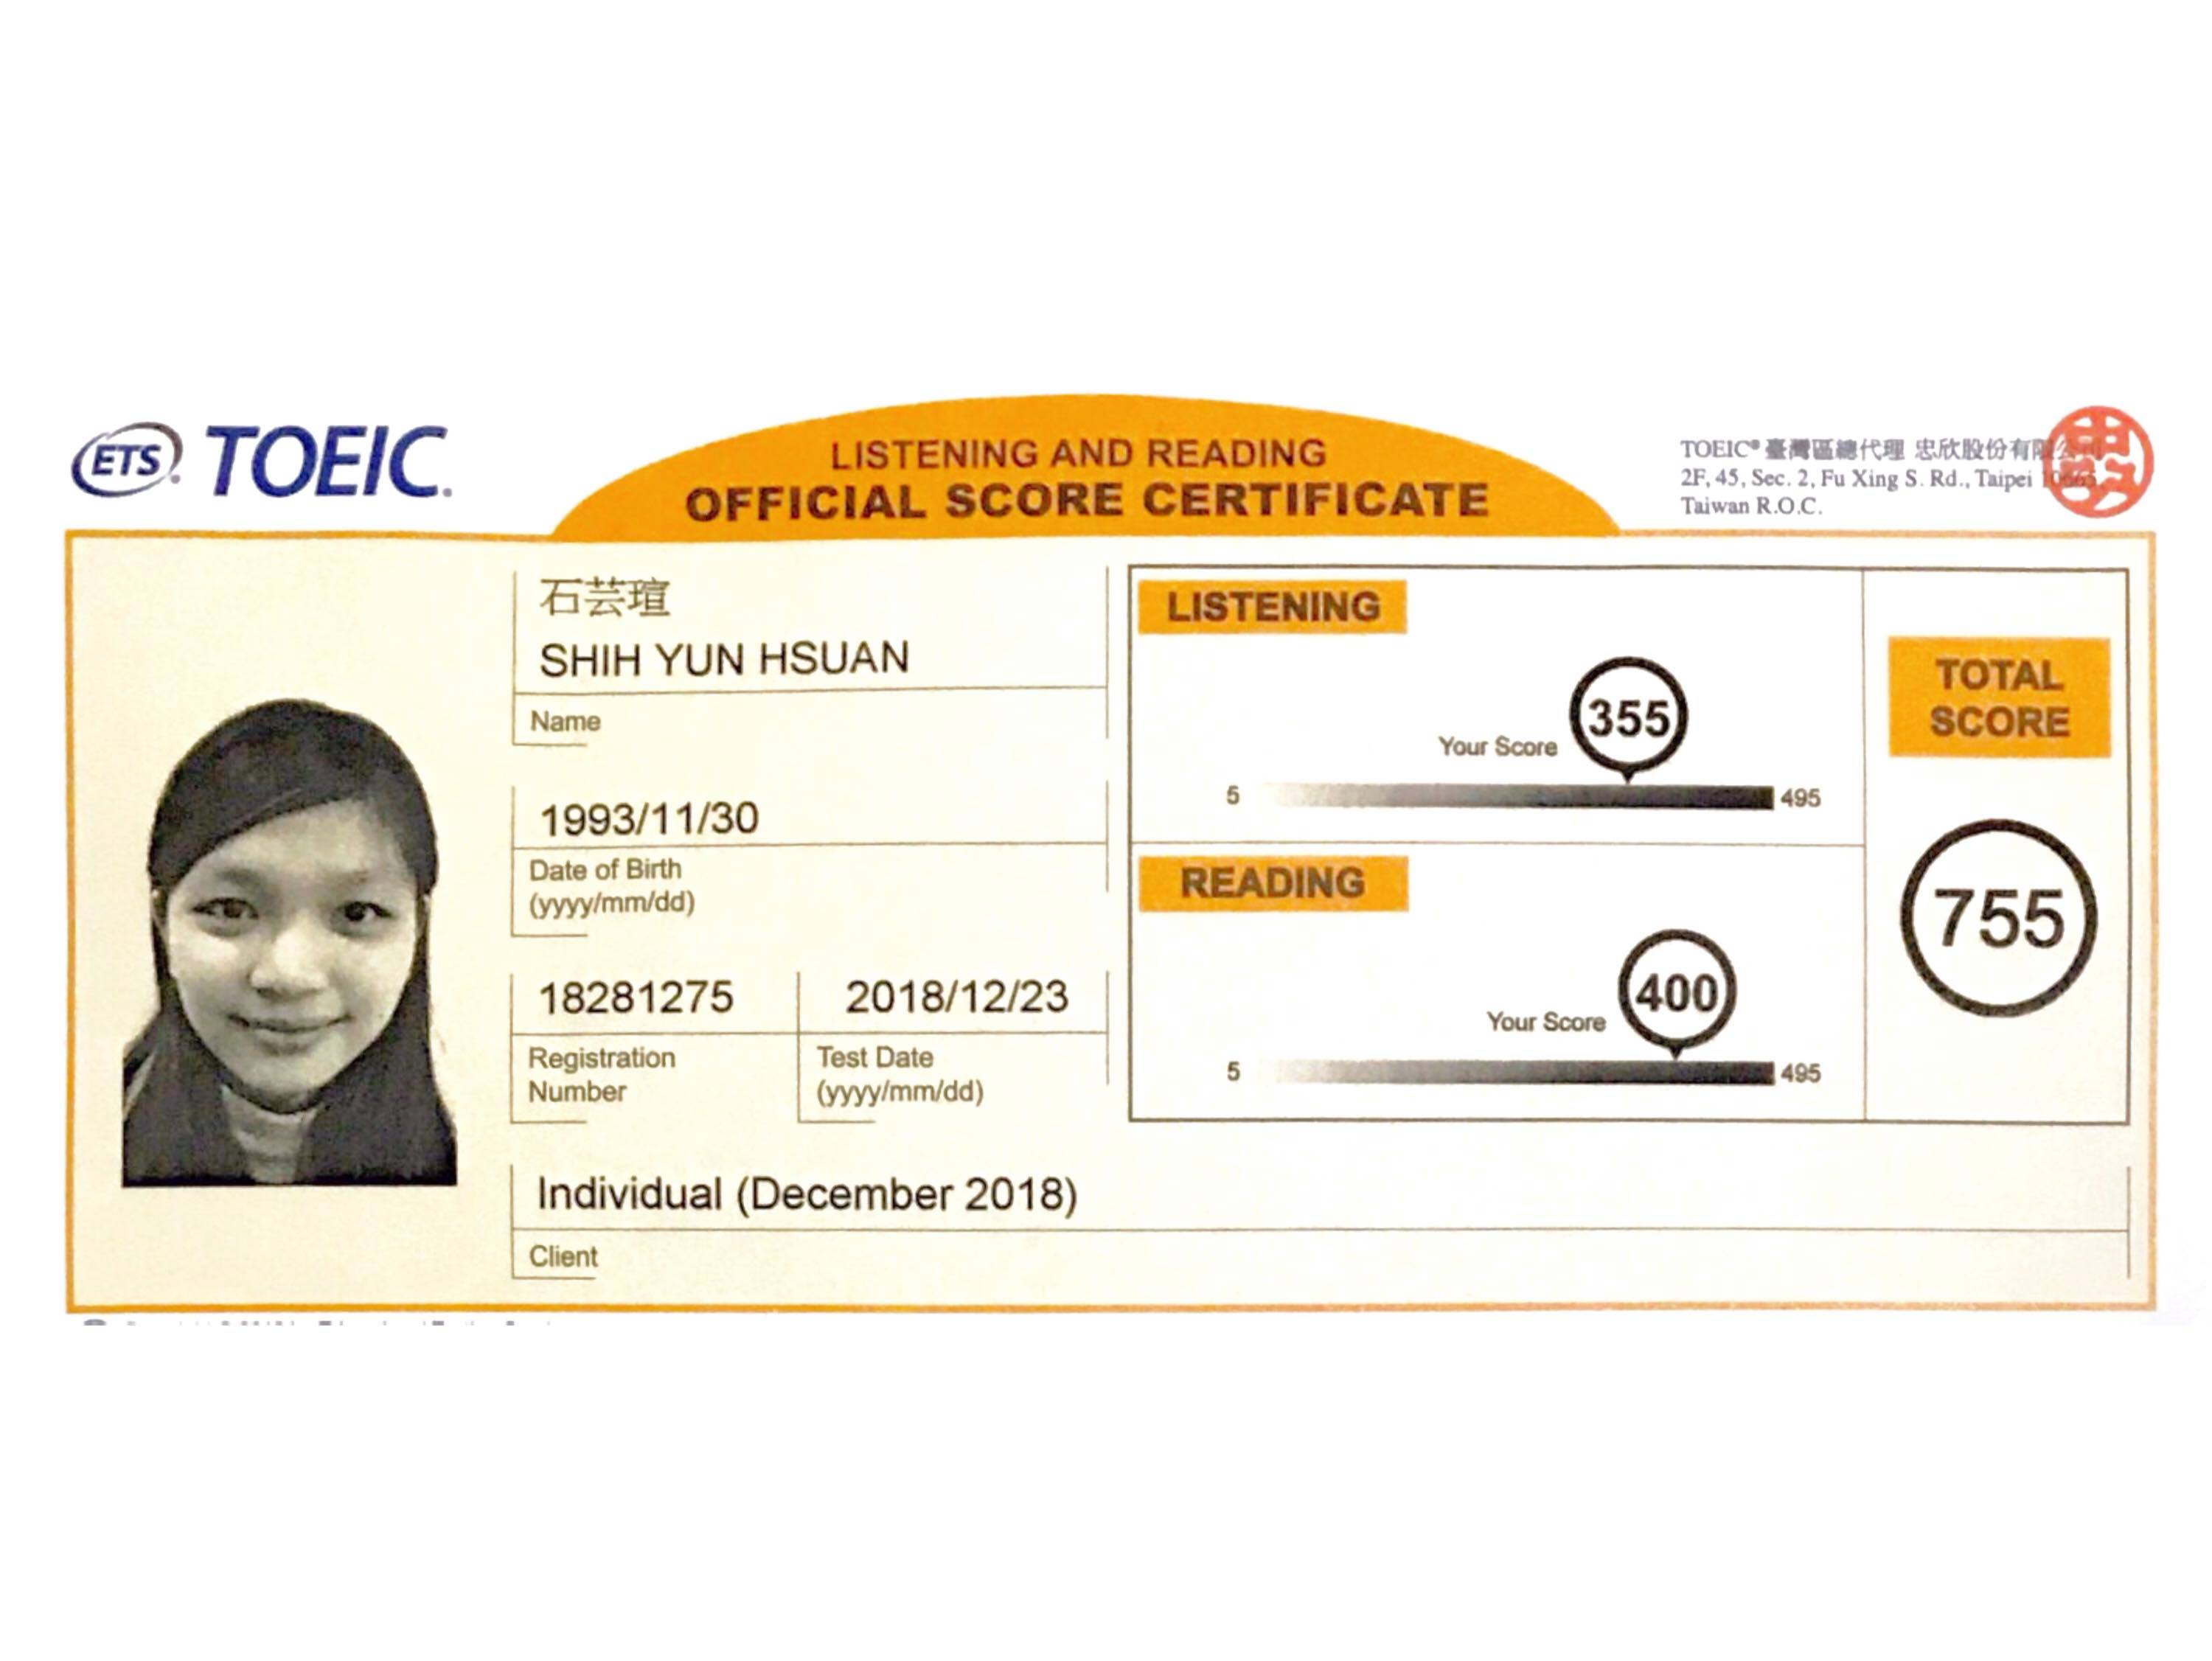 ETS TOEIC.
LISTENING AND READING
OFFICIAL SCORE CERTIFICATE
TOEIC® 臺灣區總代理 忠欣股份有限公司
2F, 45, Sec. 2, Fu Xing S. Rd., Taipei
Taiwan R.O.C.
石芸瑄
SHIH YUN HSUAN
Name
1993/11/30
Date of Birth
(yyyy/mm/dd)
18281275
Registration
Number
2018/12/23
Test Date
(yyyy/mm/dd)
Individual (December 2018)
Client
LISTENING
355
Your Score
5 495
READING
400
Your Score
5 495
TOTAL
SCORE
755